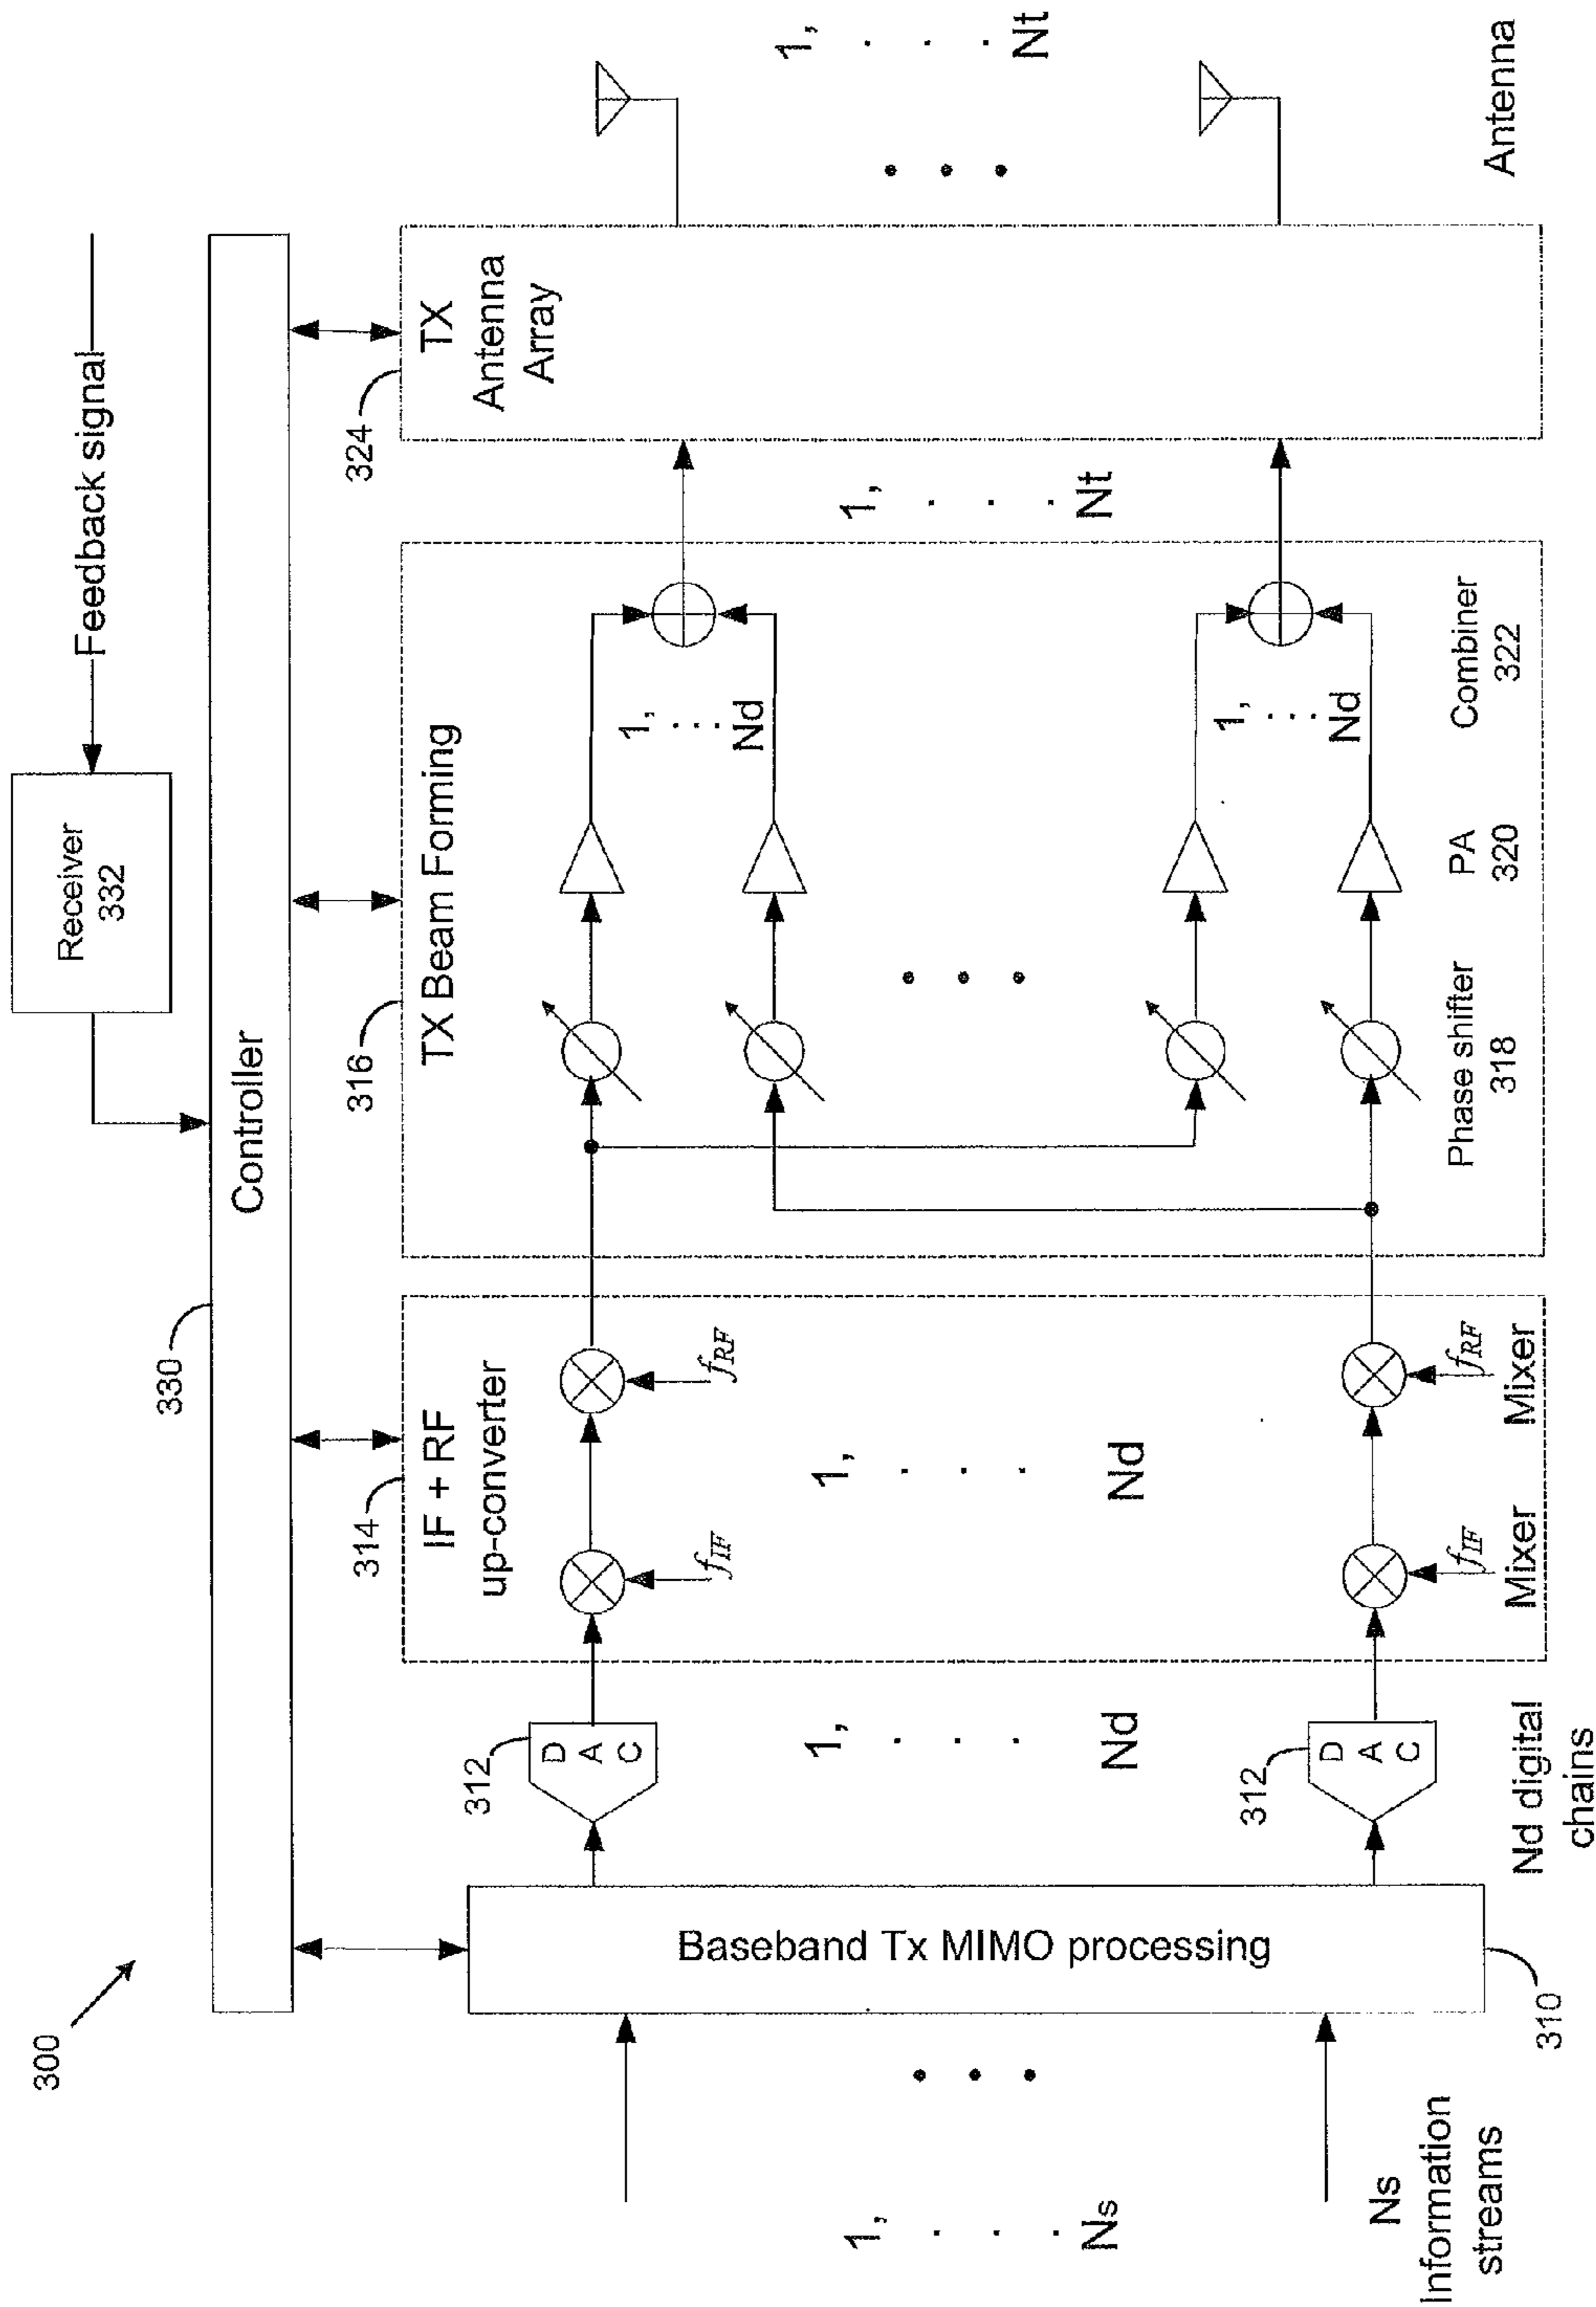 300
Receiver
332
Feedback signal
330
Controller
314
316
324
IF + RF
up-converter
TX Beam Forming
TX
Antenna
Array
312
D
A
C
fIF
fRF
1,
Nd
1,
Nd
1,
Nt
1,
Nt
1,
Ns
Baseband Tx MIMO processing
1,
Nd
1,
Nd
312
D
A
C
fIF
fRF
310
Ns
Information
streams
Nd digital
chains
Mixer
Mixer
Phase shifter
318
PA
320
Combiner
322
Antenna